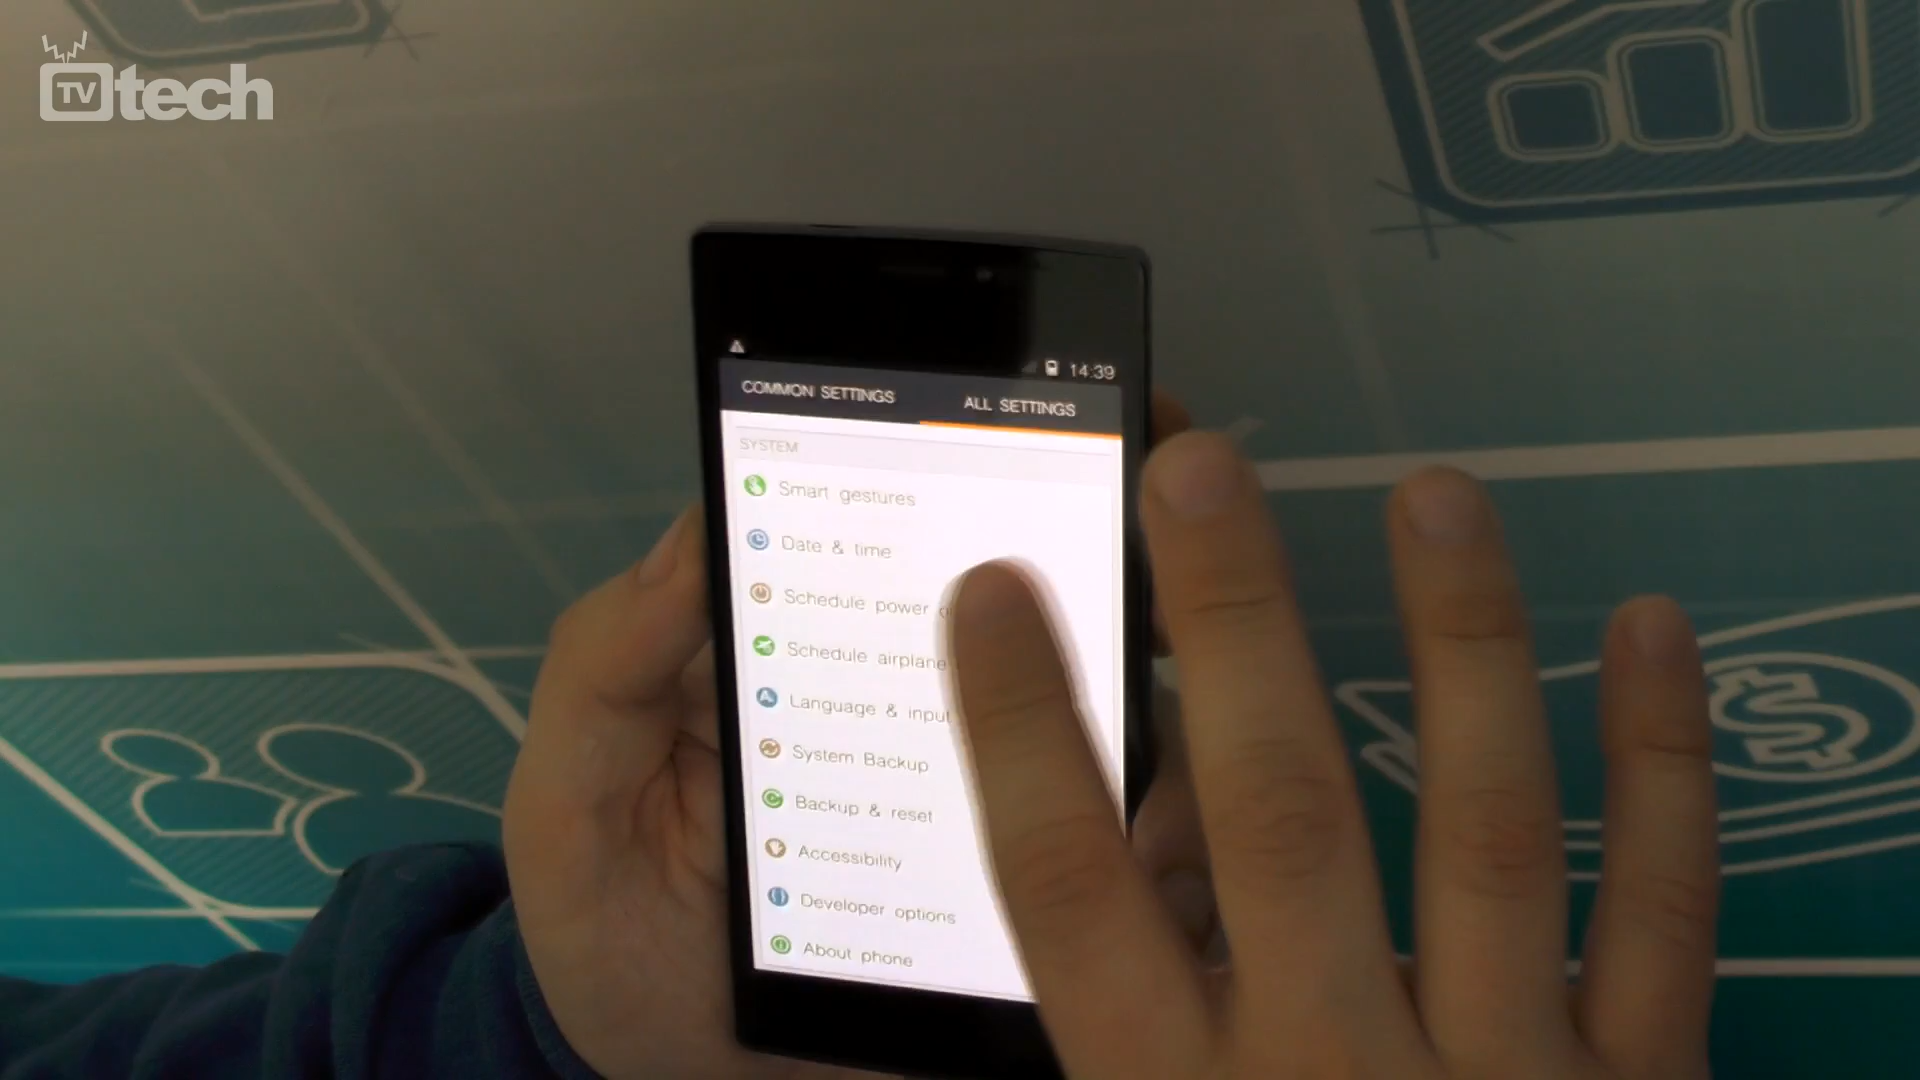 TV tech
14:39
COMMON SETTINGS
ALL SETTINGS
SYSTEM
Smart gestures
Date & time
Schedule power
Schedule airplane
Language & input
System Backup
Backup & reset
Accessibility
Developer options
About phone